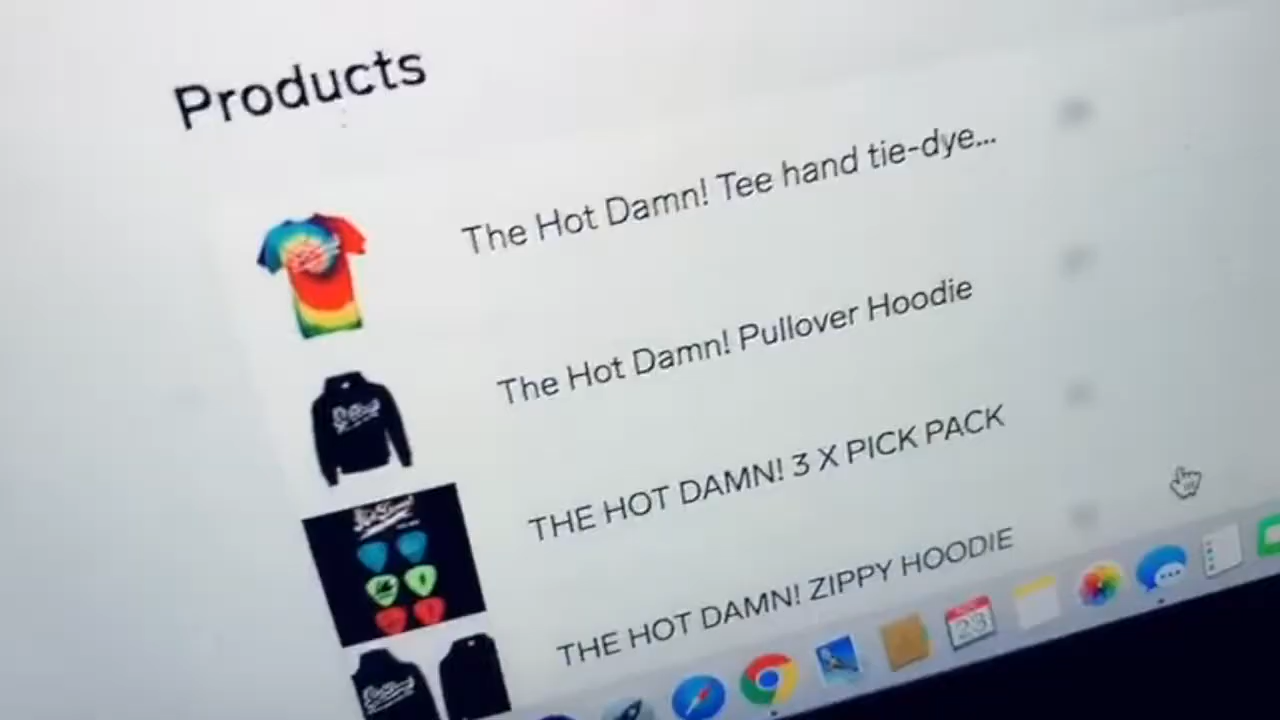 Products
The Hot Damn! Tee hand tie-dye...
The Hot Damn! Pullover Hoodie
THE HOT DAMN! 3 X PICK PACK
THE HOT DAMN! ZIPPY HOODIE
23